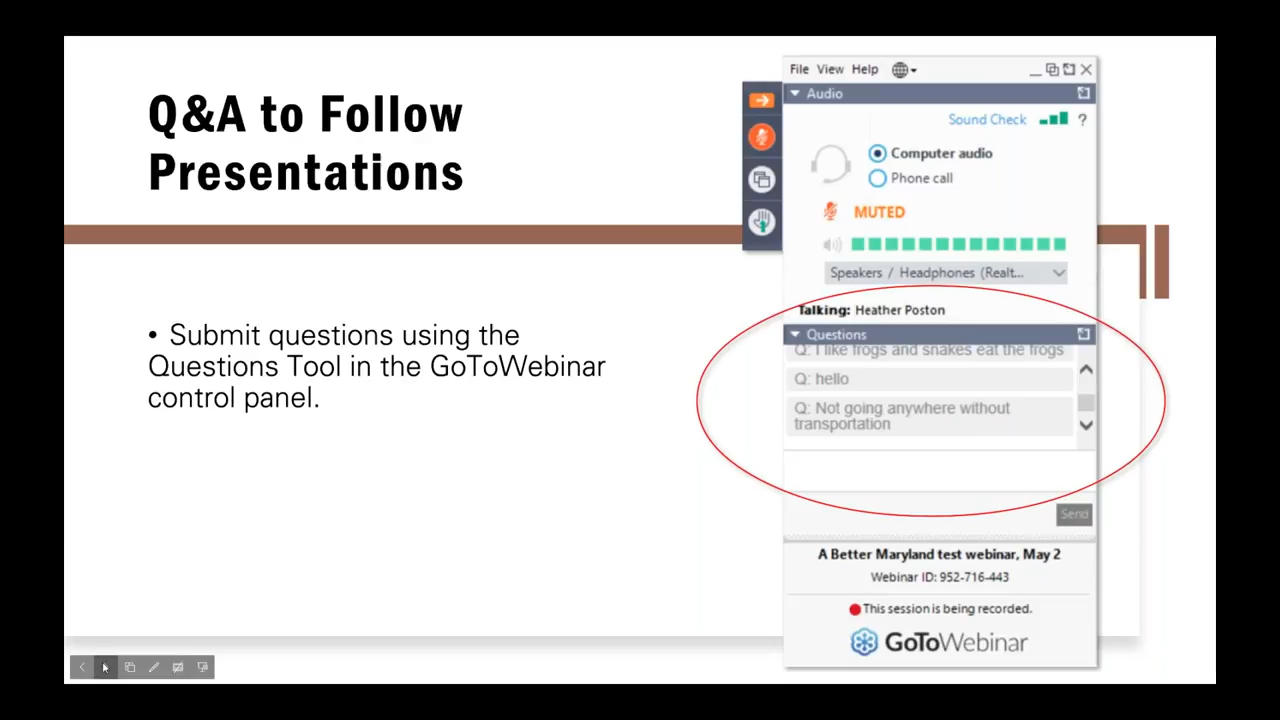 Q&A to Follow
Presentations
• Submit questions using the
Questions Tool in the GoToWebinar
control panel.
File View Help
Audio
Sound Check ?
Computer audio
Phone call
MUTED
Speakers / Headphones (Realt...
Talking: Heather Poston
Questions
Q: I like frogs and snakes eat the frogs
Q: hello
Q: Not going anywhere without
transportation
Send
A Better Maryland test webinar, May 2
Webinar ID: 952-716-443
This session is being recorded.
GoToWebinar